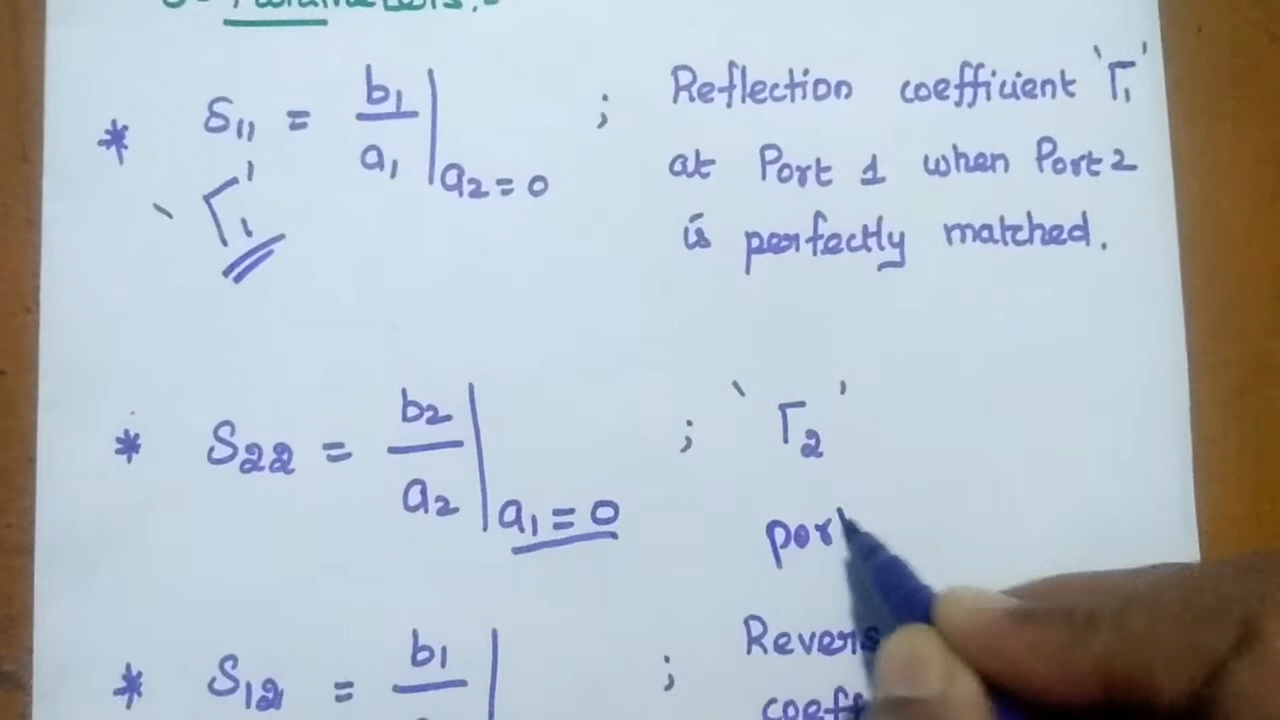 S11 = b1/a1 |a2=0 ; Reflection coefficient 'Γ1'
'Γ1' at Port 1 when Port 2
is perfectly matched.
* S22 = b2/a2 |a1=0 ; 'Γ2'
por
* S12 = b1 ; Revers
coeff